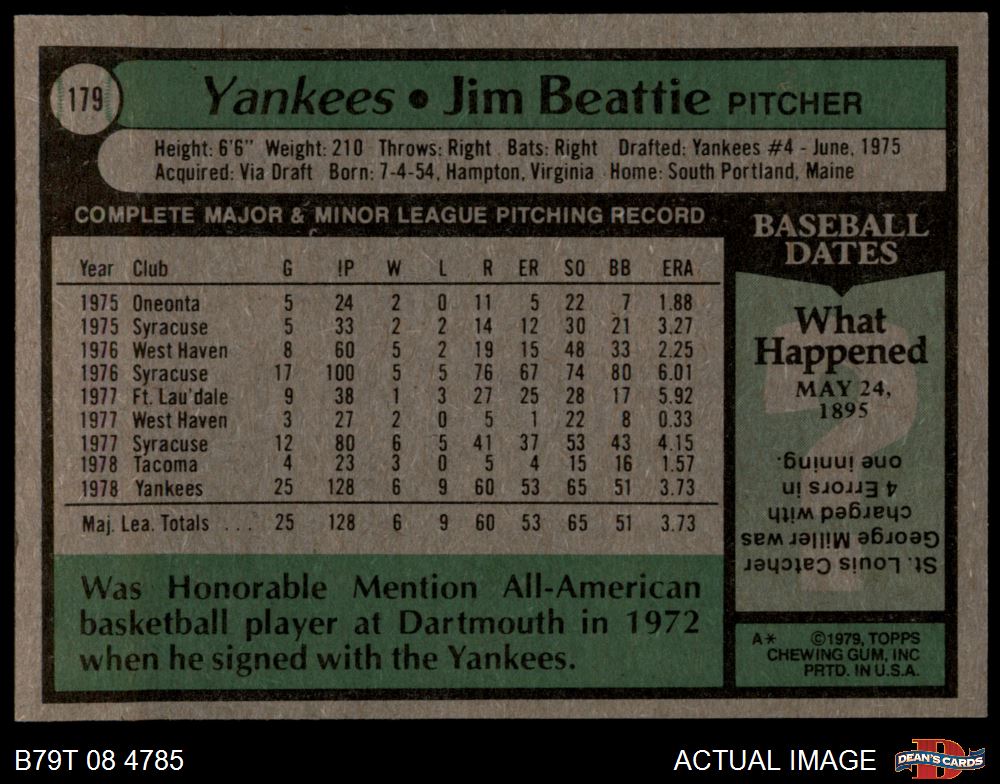 179
Yankees • Jim Beattie PITCHER
Height: 6'6" Weight: 210 Throws: Right Bats: Right Drafted: Yankees #4 - June, 1975
Acquired: Via Draft Born: 7-4-54, Hampton, Virginia Home: South Portland, Maine
COMPLETE MAJOR & MINOR LEAGUE PITCHING RECORD
Year Club G IP W L R ER SO BB ERA
1975 Oneonta 5 24 2 0 11 5 22 7 1.88
1975 Syracuse 5 33 2 2 14 12 30 21 3.27
1976 West Haven 8 60 5 2 19 15 48 33 2.25
1976 Syracuse 17 100 5 5 76 67 74 80 6.01
1977 Ft. Lau'dale 9 38 1 3 27 25 28 17 5.92
1977 West Haven 3 27 2 0 5 1 22 8 0.33
1977 Syracuse 12 80 6 5 41 37 53 43 4.15
1978 Tacoma 4 23 3 0 5 4 15 16 1.57
1978 Yankees 25 128 6 9 60 53 65 51 3.73
Maj. Lea. Totals ... 25 128 6 9 60 53 65 51 3.73
Was Honorable Mention All-American
basketball player at Dartmouth in 1972
when he signed with the Yankees.
BASEBALL
DATES
What
Happened
MAY 24,
1895
St. Louis Catcher
George Miller was
charged with
4 Errors in
one inning.
A* ©1979, TOPPS
CHEWING GUM, INC
PRTD. IN U.S.A.
B79T 08 4785
ACTUAL IMAGE
D
DEAN'S CARDS